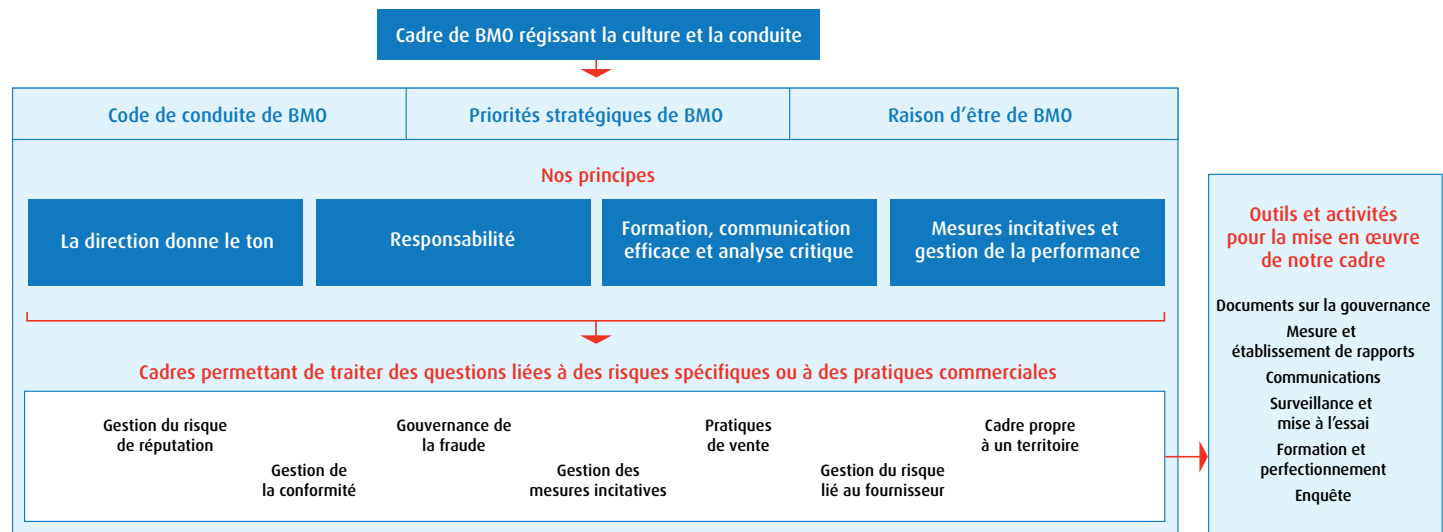 Cadre de BMO régissant la culture et la conduite
Code de conduite de BMO
Priorités stratégiques de BMO
Raison d'être de BMO
Nos principes
La direction donne le ton
Responsabilité
Formation, communication
efficace et analyse critique
Mesures incitatives et
gestion de la performance
Cadres permettant de traiter des questions liées à des risques spécifiques ou à des pratiques commerciales
Gestion du risque
de réputation
Gestion de
la conformité
Gouvernance de
la fraude
Gestion des
mesures incitatives
Pratiques
de vente
Gestion du risque
lié au fournisseur
Cadre propre
à un territoire
Outils et activités
pour la mise en œuvre
de notre cadre
Documents sur la gouvernance
Mesure et
établissement de rapports
Communications
Surveillance et
mise à l'essai
Formation et
perfectionnement
Enquête